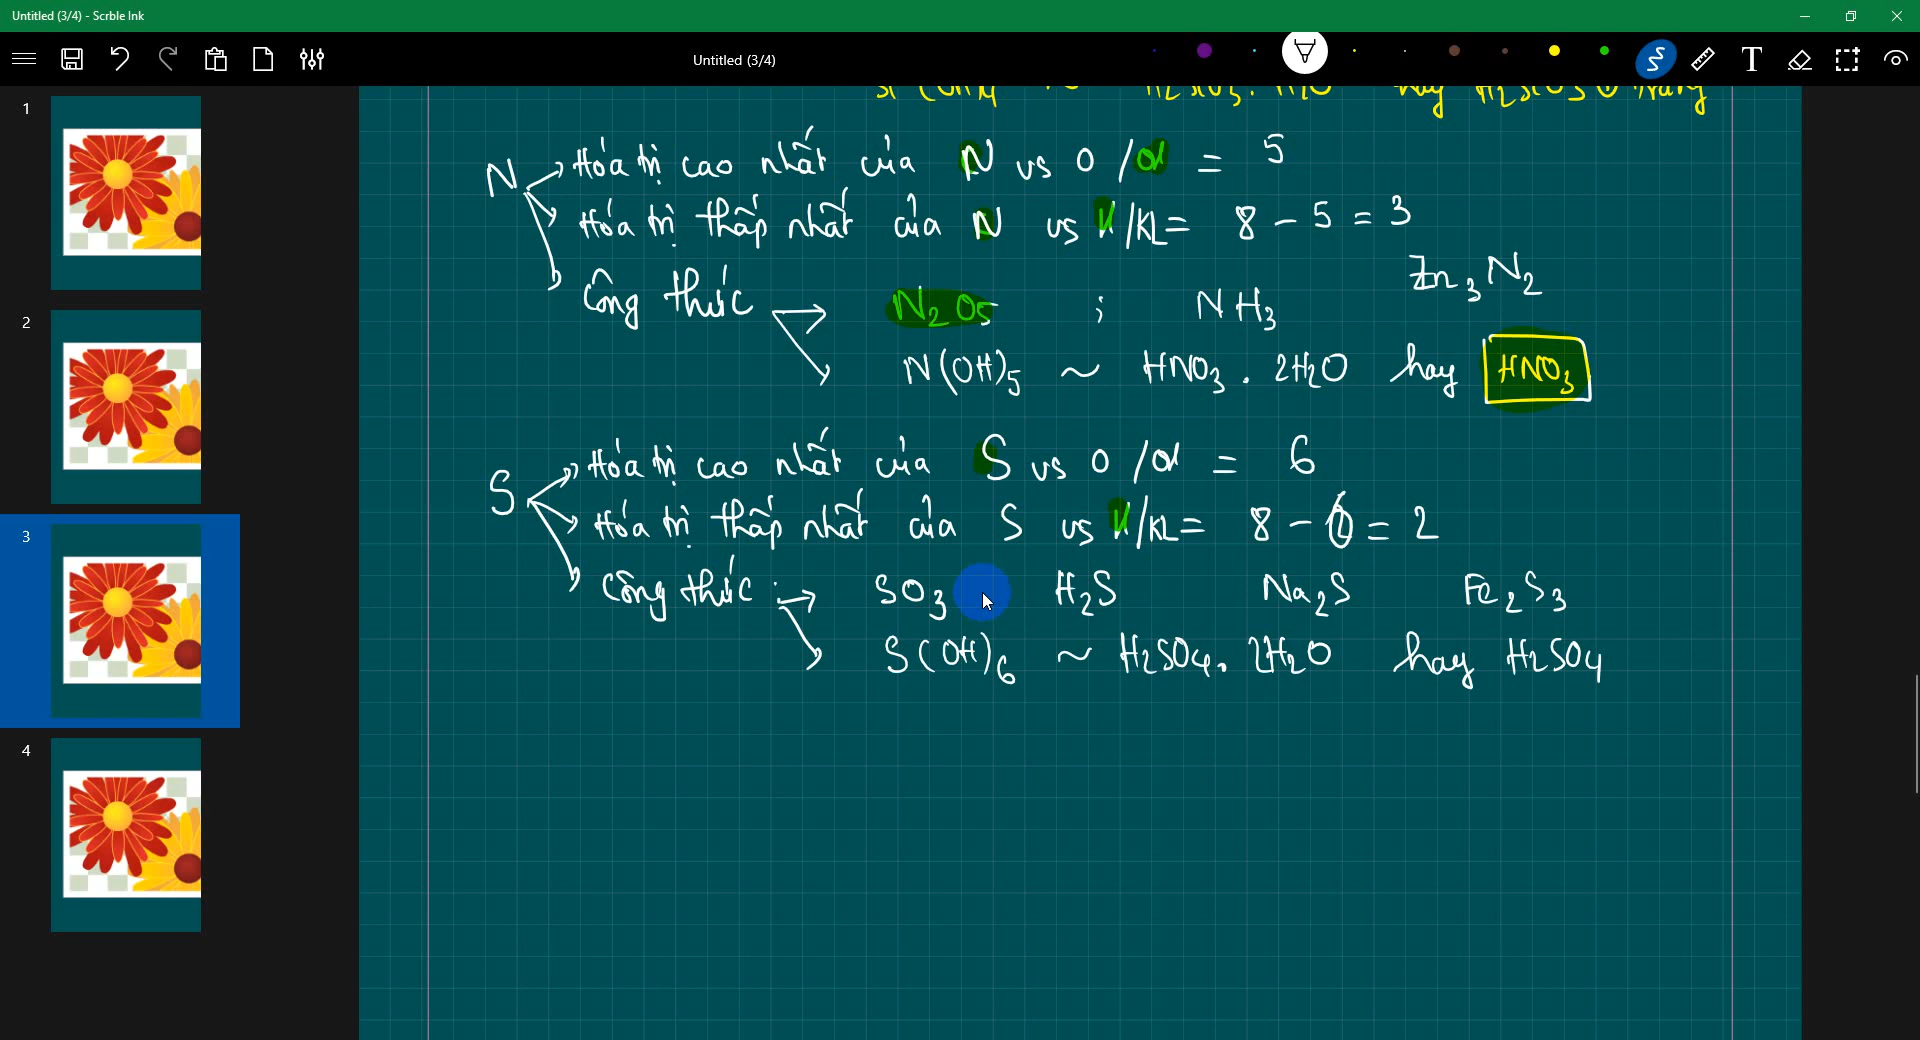 Untitled (3/4) - Scrble Ink
Untitled (3/4)
T
1
2
3
4
hay
N
Hóa trị cao nhất của N vs O / Cl = 5
Hóa trị thấp nhất của N vs H/KL = 8 - 5 = 3
Zn3N2
Công thức N2O5 ; NH3
N(OH)5 ~ HNO3 . 2H2O hay HNO3
S
Hóa trị cao nhất của S vs O / Cl = 6
Hóa trị thấp nhất của S vs H/KL = 8 - 6 = 2
Công thức : SO3 H2S Na2S Fe2S3
S(OH)6 ~ H2SO4 . 2H2O hay H2SO4